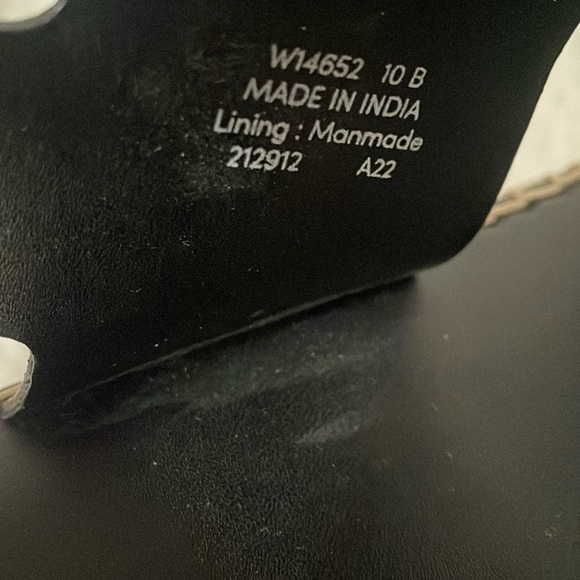 W14652 10 B
MADE IN INDIA
Lining : Manmade
212912 A22